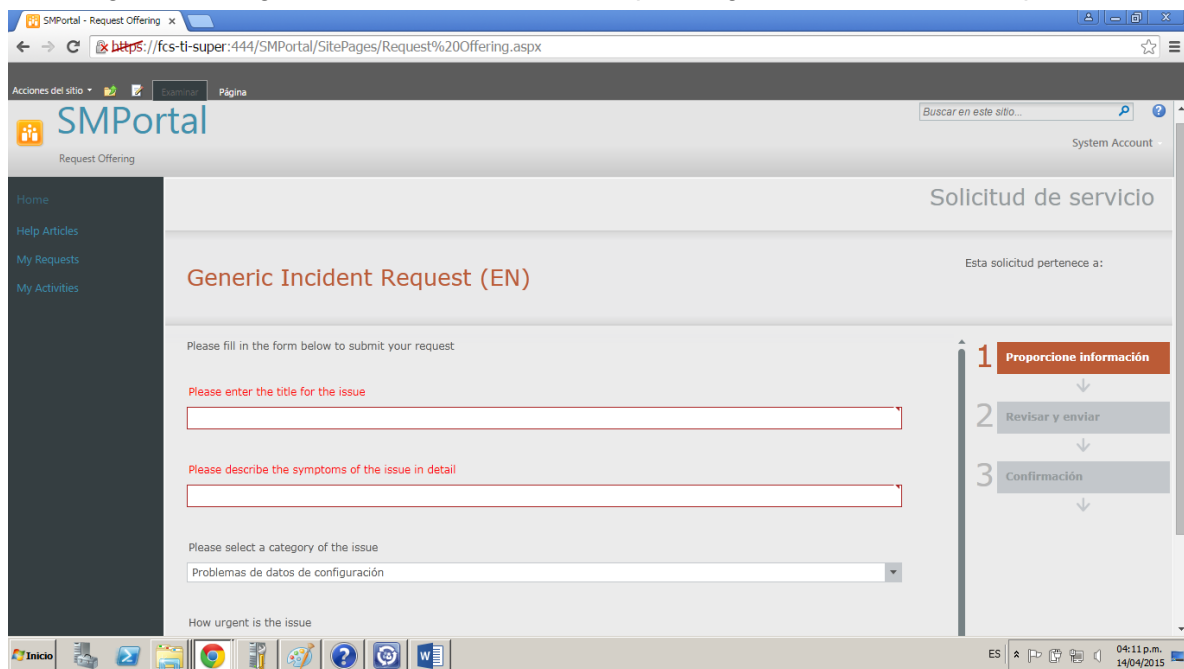 SMPortal - Request Offering
https://fcs-ti-super:444/SMPortal/SitePages/Request%20Offering.aspx
Acciones del sitio
Examinar
Página
SMPortal
Request Offering
Buscar en este sitio...
System Account
Home
Help Articles
My Requests
My Activities
Solicitud de servicio
Generic Incident Request (EN)
Esta solicitud pertenece a:
Please fill in the form below to submit your request
Please enter the title for the issue
Please describe the symptoms of the issue in detail
Please select a category of the issue
Problemas de datos de configuración
How urgent is the issue
1 Proporcione información
2 Revisar y enviar
3 Confirmación
Inicio
ES
04:11 p.m.
14/04/2015